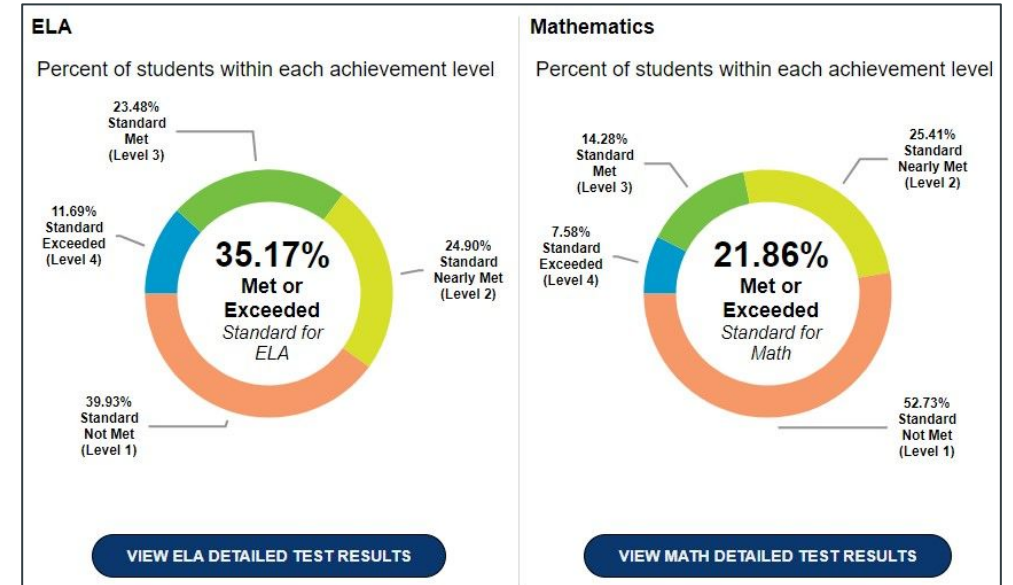 ELA
Percent of students within each achievement level
23.48%
Standard
Met
(Level 3)
11.69%
Standard
Exceeded
(Level 4)
35.17%
Met or
Exceeded
Standard for
ELA
24.90%
Standard
Nearly Met
(Level 2)
39.93%
Standard
Not Met
(Level 1)
VIEW ELA DETAILED TEST RESULTS
Mathematics
Percent of students within each achievement level
14.28%
Standard
Met
(Level 3)
25.41%
Standard
Nearly Met
(Level 2)
7.58%
Standard
Exceeded
(Level 4)
21.86%
Met or
Exceeded
Standard for
Math
52.73%
Standard
Not Met
(Level 1)
VIEW MATH DETAILED TEST RESULTS